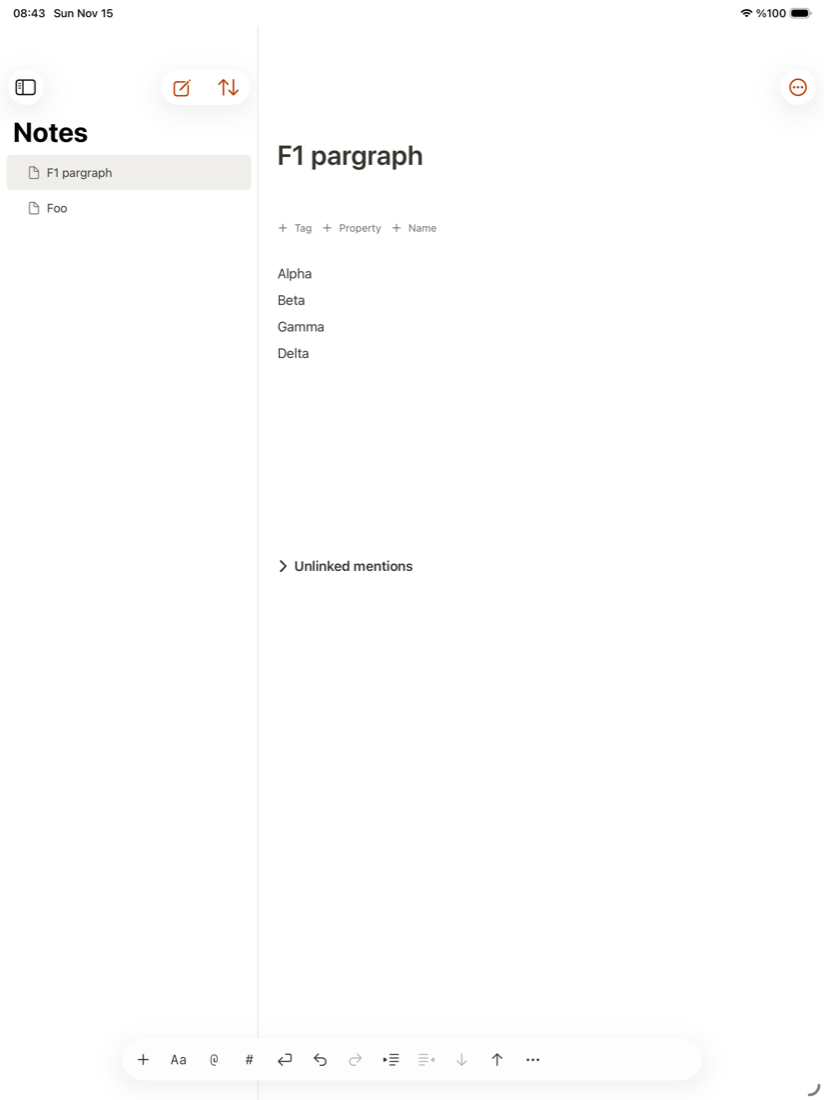 08:43 Sun Nov 15
%100
Notes
F1 pargraph
Foo
F1 pargraph
+ Tag + Property + Name
Alpha
Beta
Gamma
Delta
Unlinked mentions
+ Aa @ #